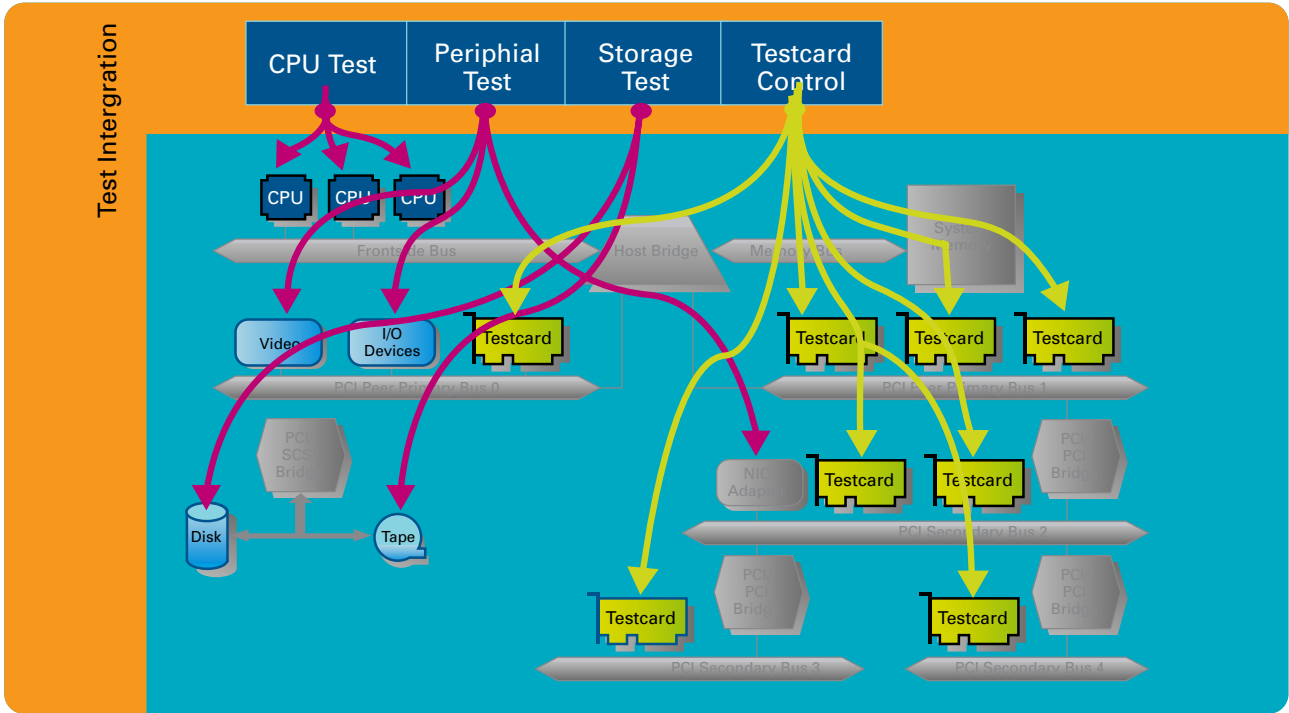 Test Intergration
CPU Test
Periphial
Test
Storage
Test
Testcard
Control
CPU
CPU
CPU
System
Memory
Frontside Bus
Host Bridge
Memory Bus
Video
I/O
Devices
Testcard
Testcard
Testcard
Testcard
PCI Peer Primary Bus 0
PCI Peer Primary Bus 1
PCI/
SCSI
Bridge
PCI/
PCI
Bridge
NIC
Adapter
Testcard
Testcard
Disk
Tape
PCI Secondary Bus 2
PCI/
PCI
Bridge
PCI/
PCI
Bridge
Testcard
Testcard
PCI Secondary Bus 3
PCI Secondary Bus 4